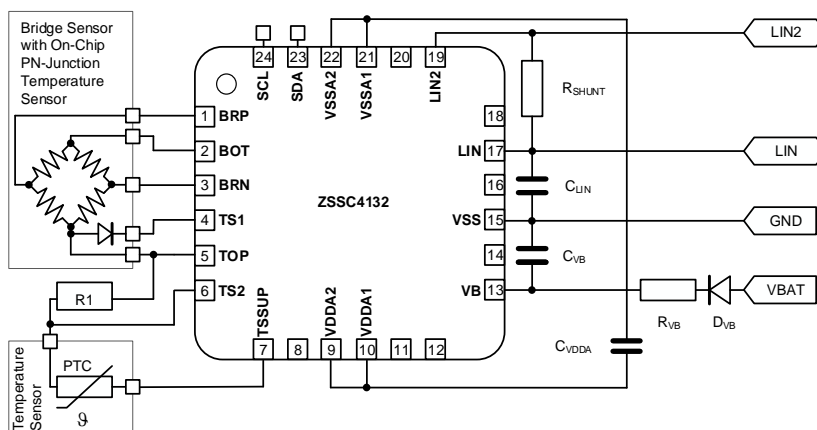 Bridge Sensor
with On-Chip
PN-Junction
Temperature
Sensor
24
23
22
21
20
19
SCL
SDA
VSSA2
VSSA1
LIN2
LIN2
RSHUNT
1 BRP
18
2 BOT
LIN 17
LIN
3 BRN
16
CLIN
ZSSC4132
4 TS1
VSS 15
GND
5 TOP
14
CVB
6 TS2
VB 13
VBAT
R1
RVB
DVB
TSSUP
VDDA2
VDDA1
7
8
9
10
11
12
CVDDA
Temperature
Sensor
PTC
ϑ